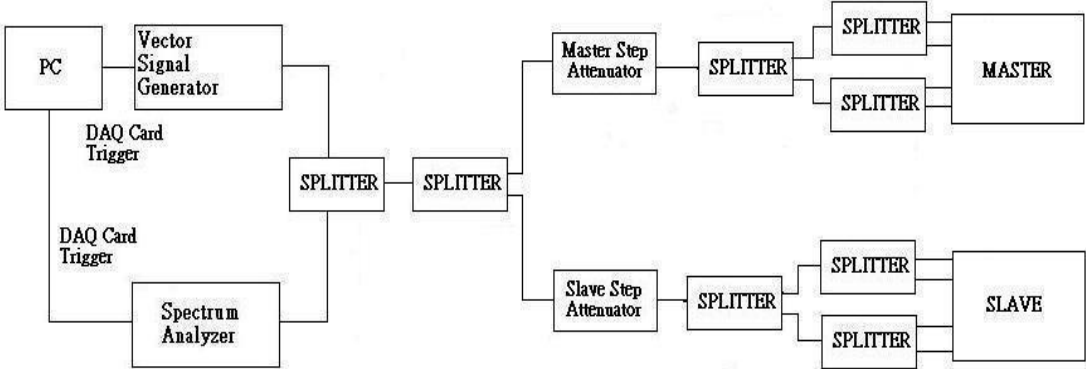 PC
Vector
Signal
Generator
DAQ Card
Trigger
DAQ Card
Trigger
Spectrum
Analyzer
SPLITTER
SPLITTER
Master Step
Attenuator
SPLITTER
SPLITTER
SPLITTER
MASTER
Slave Step
Attenuator
SPLITTER
SPLITTER
SPLITTER
SLAVE